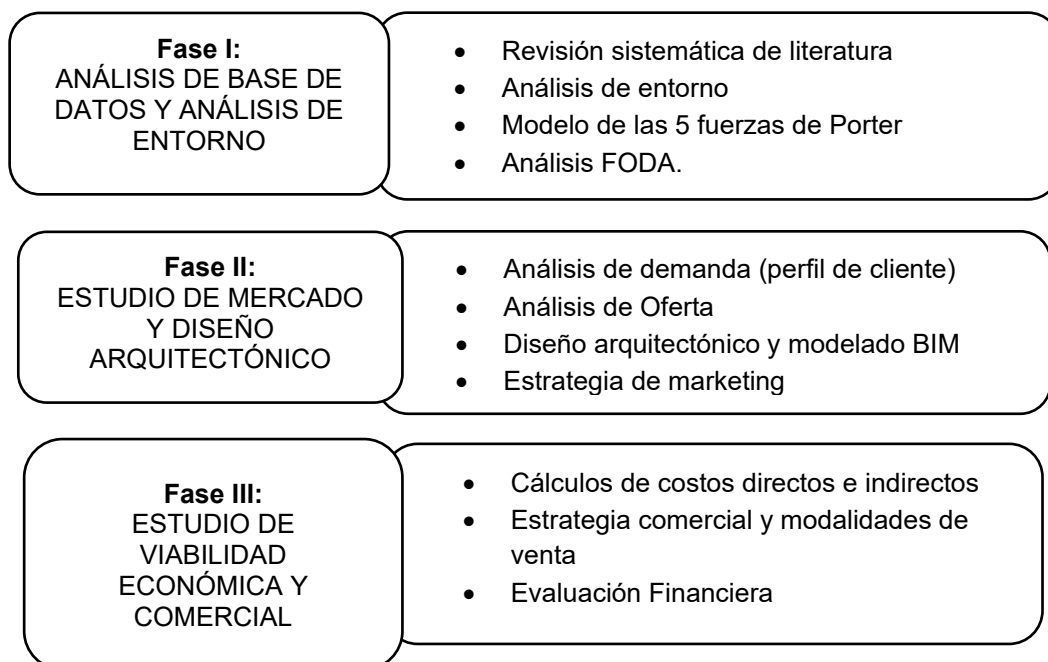 Fase I:
ANÁLISIS DE BASE DE
DATOS Y ANÁLISIS DE
ENTORNO
• Revisión sistemática de literatura
• Análisis de entorno
• Modelo de las 5 fuerzas de Porter
• Análisis FODA.
Fase II:
ESTUDIO DE MERCADO
Y DISEÑO
ARQUITECTÓNICO
• Análisis de demanda (perfil de cliente)
• Análisis de Oferta
• Diseño arquitectónico y modelado BIM
• Estrategia de marketing
Fase III:
ESTUDIO DE
VIABILIDAD
ECONÓMICA Y
COMERCIAL
• Cálculos de costos directos e indirectos
• Estrategia comercial y modalidades de
venta
• Evaluación Financiera